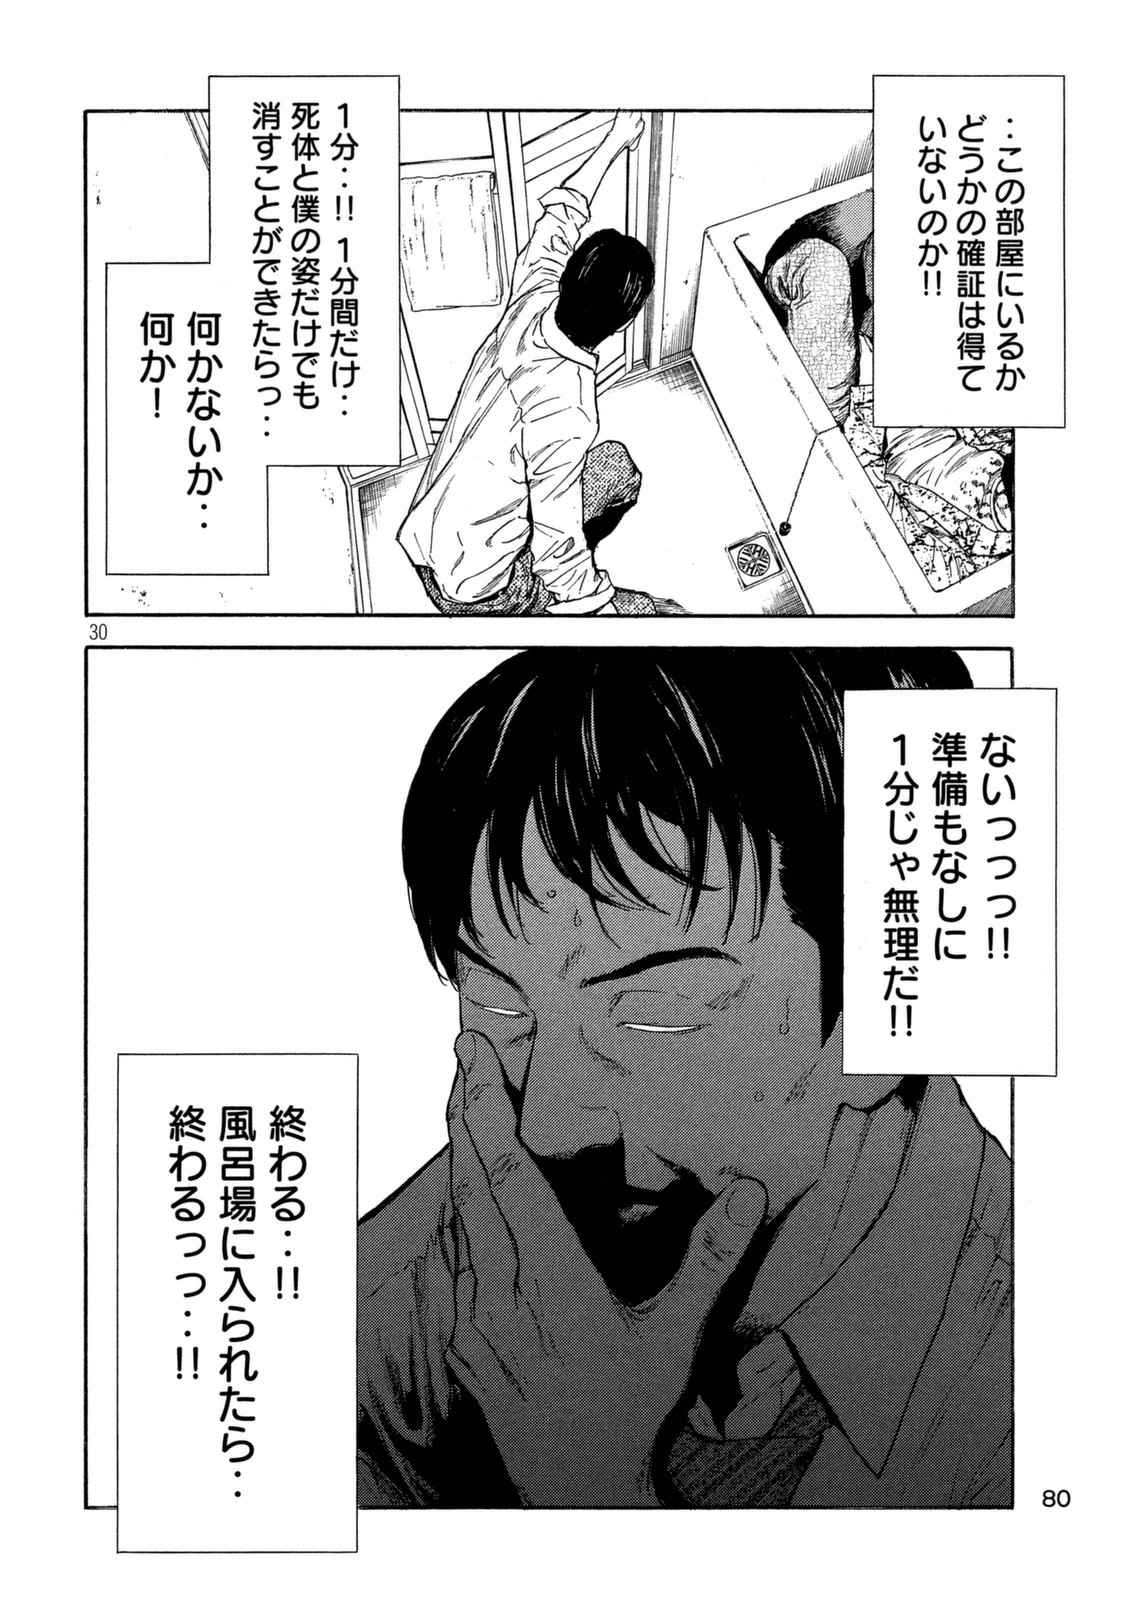 ‥この部屋にいるか
どうかの確証は得て
いないのか!!
1分‥!! 1分間だけ‥
死体と僕の姿だけでも
消すことができたらっ‥
何かないか‥
何か!
30
ないっっっ!!
準備もなしに
1分じゃ無理だ!!
終わる‥!!
風呂場に入られたら‥
終わるっっ‥!!
80